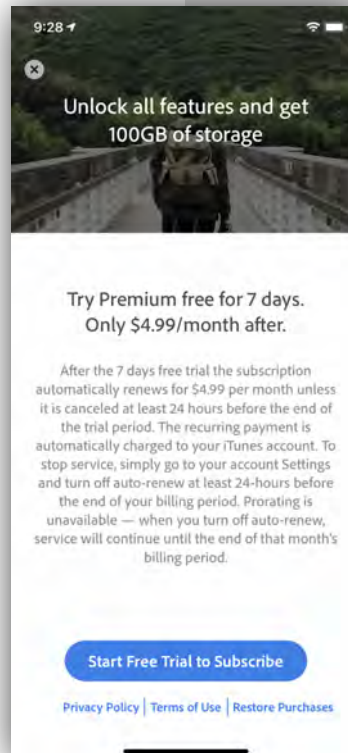 9:28
Unlock all features and get
100GB of storage
Try Premium free for 7 days.
Only $4.99/month after.
After the 7 days free trial the subscription
automatically renews for $4.99 per month unless
it is canceled at least 24 hours before the end of
the trial period. The recurring payment is
automatically charged to your iTunes account. To
stop service, simply go to your account Settings
and turn off auto-renew at least 24-hours before
the end of your billing period. Prorating is
unavailable — when you turn off auto-renew,
service will continue until the end of that month's
billing period.
Start Free Trial to Subscribe
Privacy Policy | Terms of Use | Restore Purchases